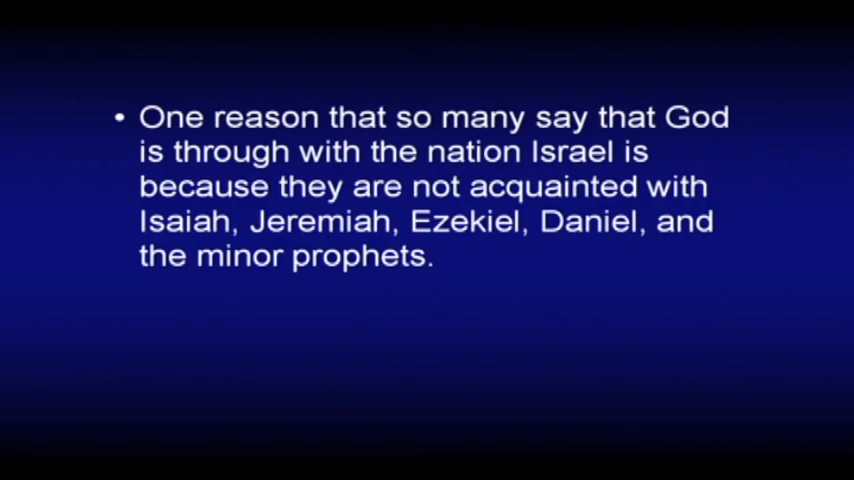 • One reason that so many say that God
is through with the nation Israel is
because they are not acquainted with
Isaiah, Jeremiah, Ezekiel, Daniel, and
the minor prophets.